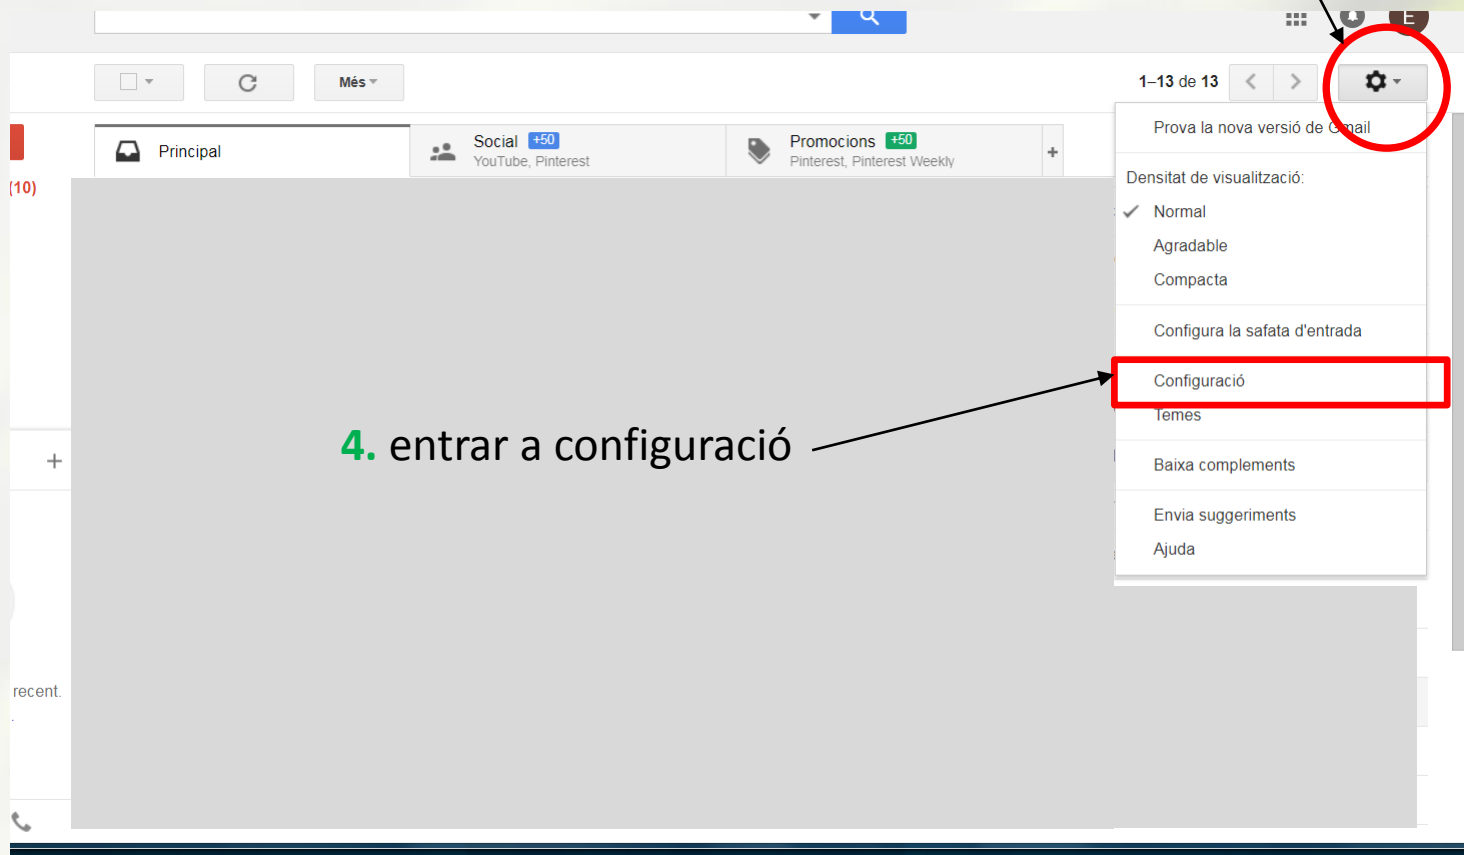 E
Més
1–13 de 13
Principal
Social +50
YouTube, Pinterest
Promocions +50
Pinterest, Pinterest Weekly
+
(10)
Prova la nova versió de Gmail
Densitat de visualització:
Normal
Agradable
Compacta
Configura la safata d'entrada
Configuració
Temes
Baixa complements
Envia suggeriments
Ajuda
4. entrar a configuració
+
recent.